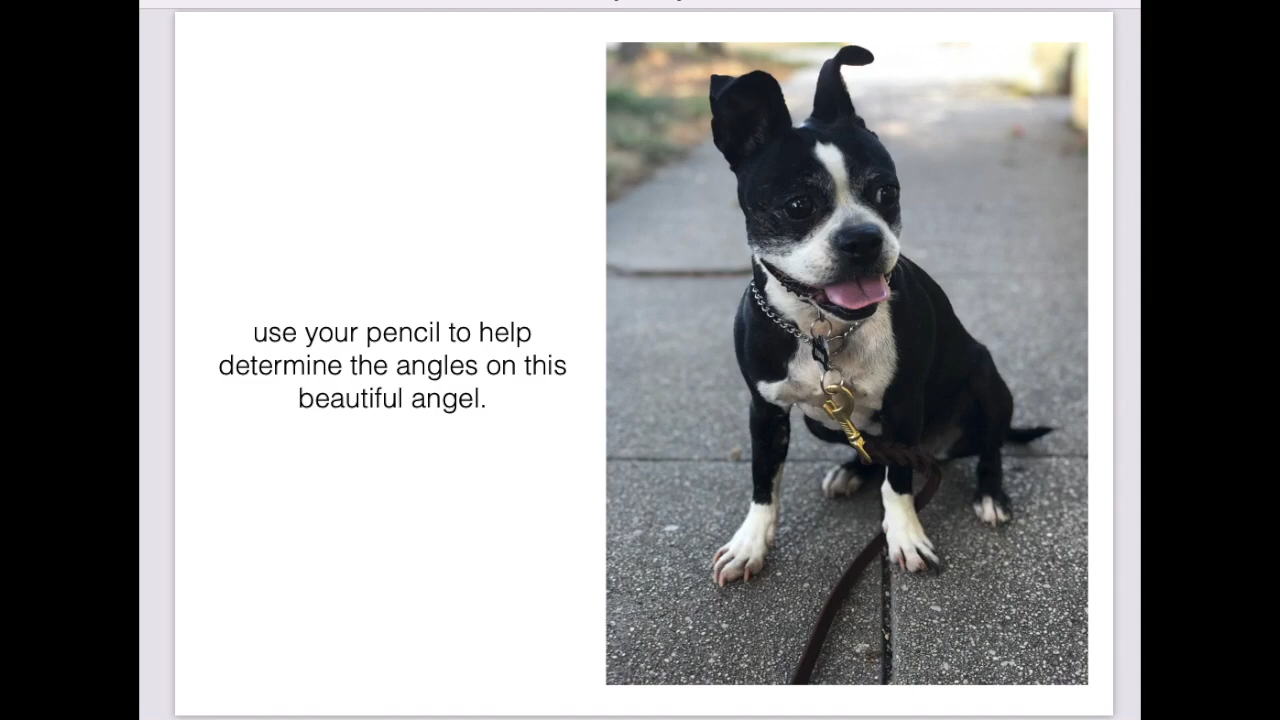 use your pencil to help
determine the angles on this
beautiful angel.